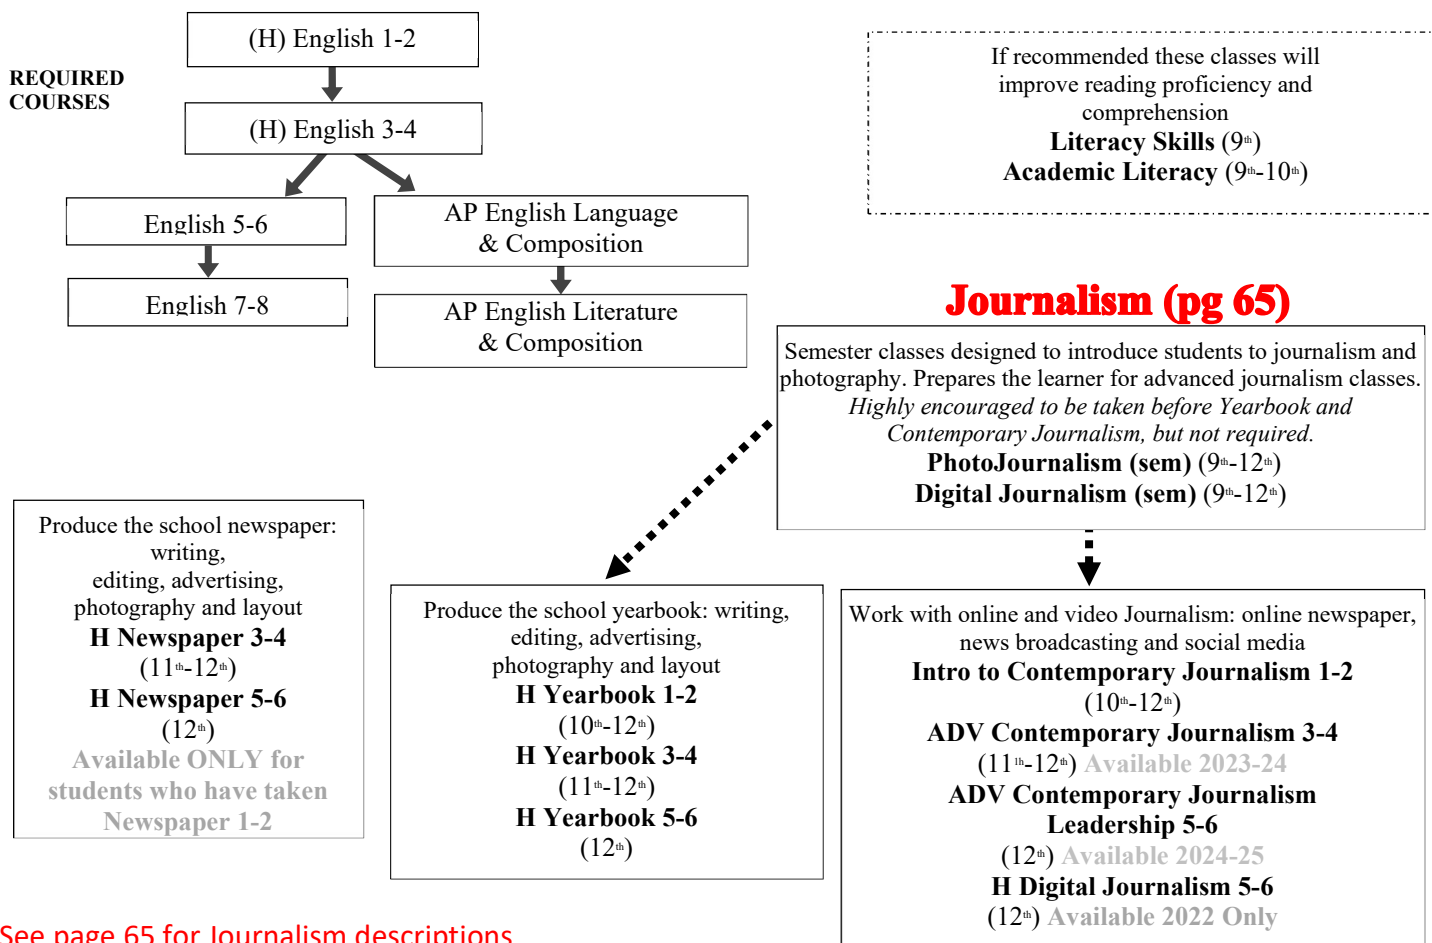 (H) English 1-2
REQUIRED
COURSES
(H) English 3-4
English 5-6
AP English Language
& Composition
English 7-8
AP English Literature
& Composition
If recommended these classes will
improve reading proficiency and
comprehension
Literacy Skills (9th)
Academic Literacy (9th-10th)
Journalism (pg 65)
Semester classes designed to introduce students to journalism and
photography. Prepares the learner for advanced journalism classes.
Highly encouraged to be taken before Yearbook and
Contemporary Journalism, but not required.
PhotoJournalism (sem) (9th-12th)
Digital Journalism (sem) (9th-12th)
Produce the school newspaper:
writing,
editing, advertising,
photography and layout
H Newspaper 3-4
(11th-12th)
H Newspaper 5-6
(12th)
Available ONLY for
students who have taken
Newspaper 1-2
Produce the school yearbook: writing,
editing, advertising,
photography and layout
H Yearbook 1-2
(10th-12th)
H Yearbook 3-4
(11th-12th)
H Yearbook 5-6
(12th)
Work with online and video Journalism: online newspaper,
news broadcasting and social media
Intro to Contemporary Journalism 1-2
(10th-12th)
ADV Contemporary Journalism 3-4
(111h-12th) Available 2023-24
ADV Contemporary Journalism
Leadership 5-6
(12th) Available 2024-25
H Digital Journalism 5-6
(12th) Available 2022 Only
See page 65 for Journalism descriptions